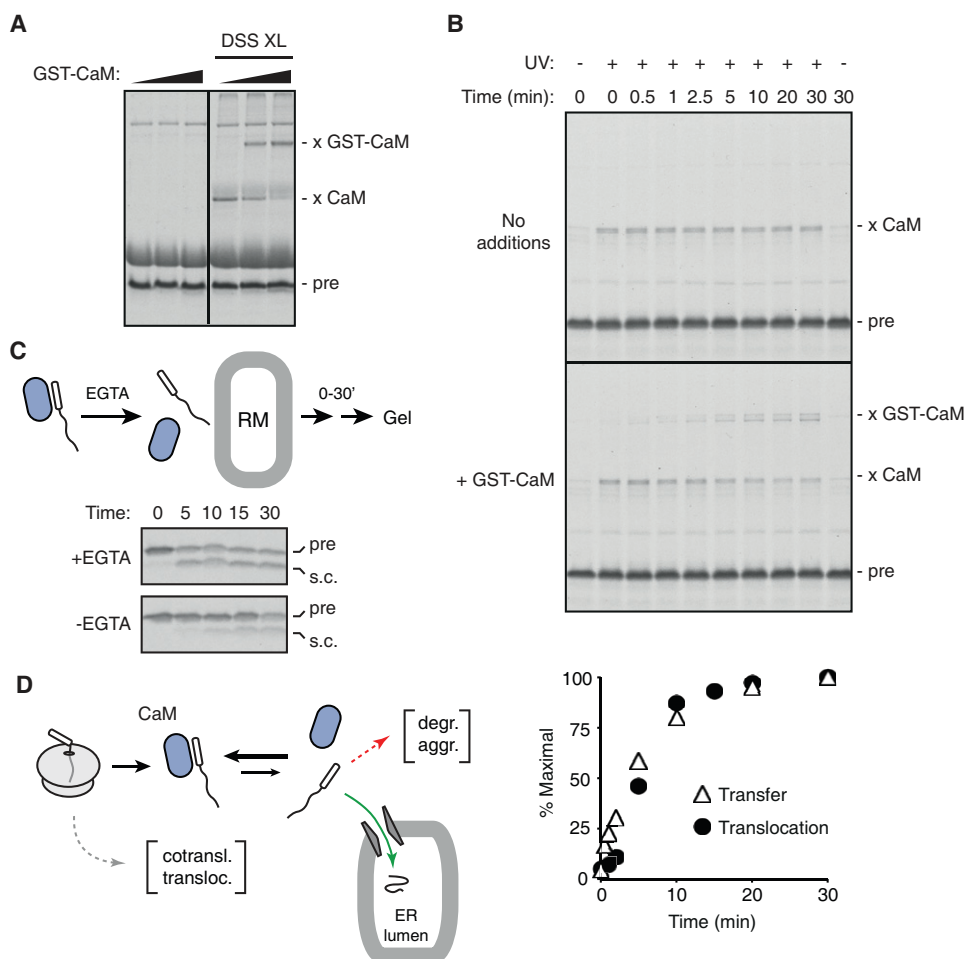 A
DSS XL
GST-CaM:
- x GST-CaM
- x CaM
- pre
B
UV: - + + + + + + + + -
Time (min): 0 0 0.5 1 2.5 5 10 20 30 30
No
additions
- x CaM
- pre
+ GST-CaM
- x GST-CaM
- x CaM
- pre
C
EGTA
RM
0-30'
Gel
Time: 0 5 10 15 30
+EGTA
pre
s.c.
-EGTA
pre
s.c.
D
CaM
degr.
aggr.
cotransl.
transloc.
ER
lumen
% Maximal
100
75
50
25
0
Transfer
Translocation
0 10 20 30
Time (min)